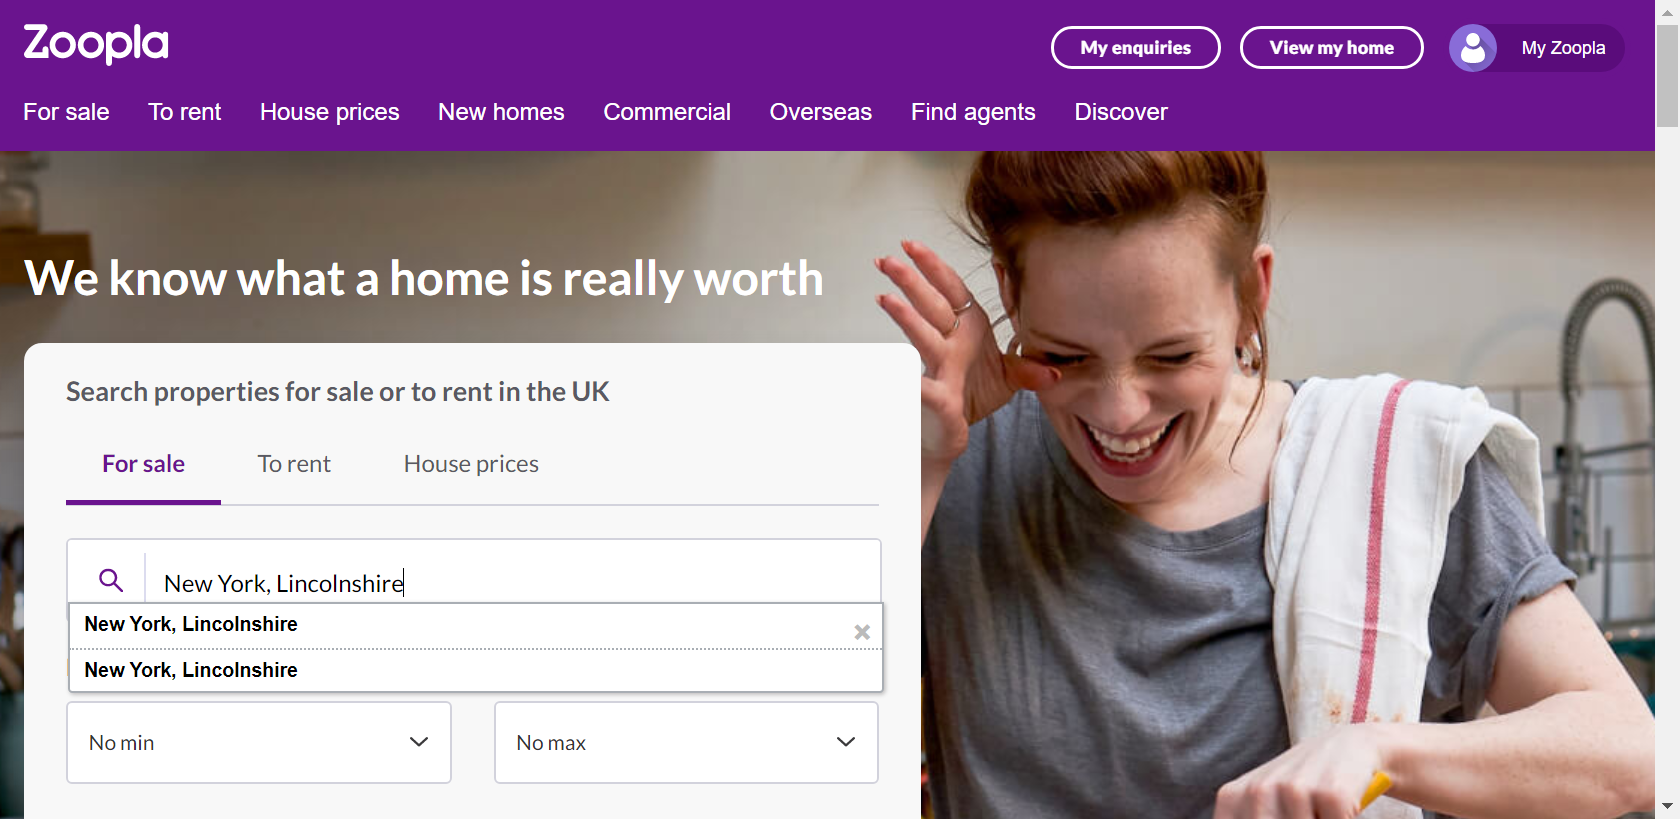 Zoopla
My enquiries
View my home
My Zoopla
For sale
To rent
House prices
New homes
Commercial
Overseas
Find agents
Discover
We know what a home is really worth
Search properties for sale or to rent in the UK
For sale
To rent
House prices
New York, Lincolnshire
New York, Lincolnshire
New York, Lincolnshire
No min
No max